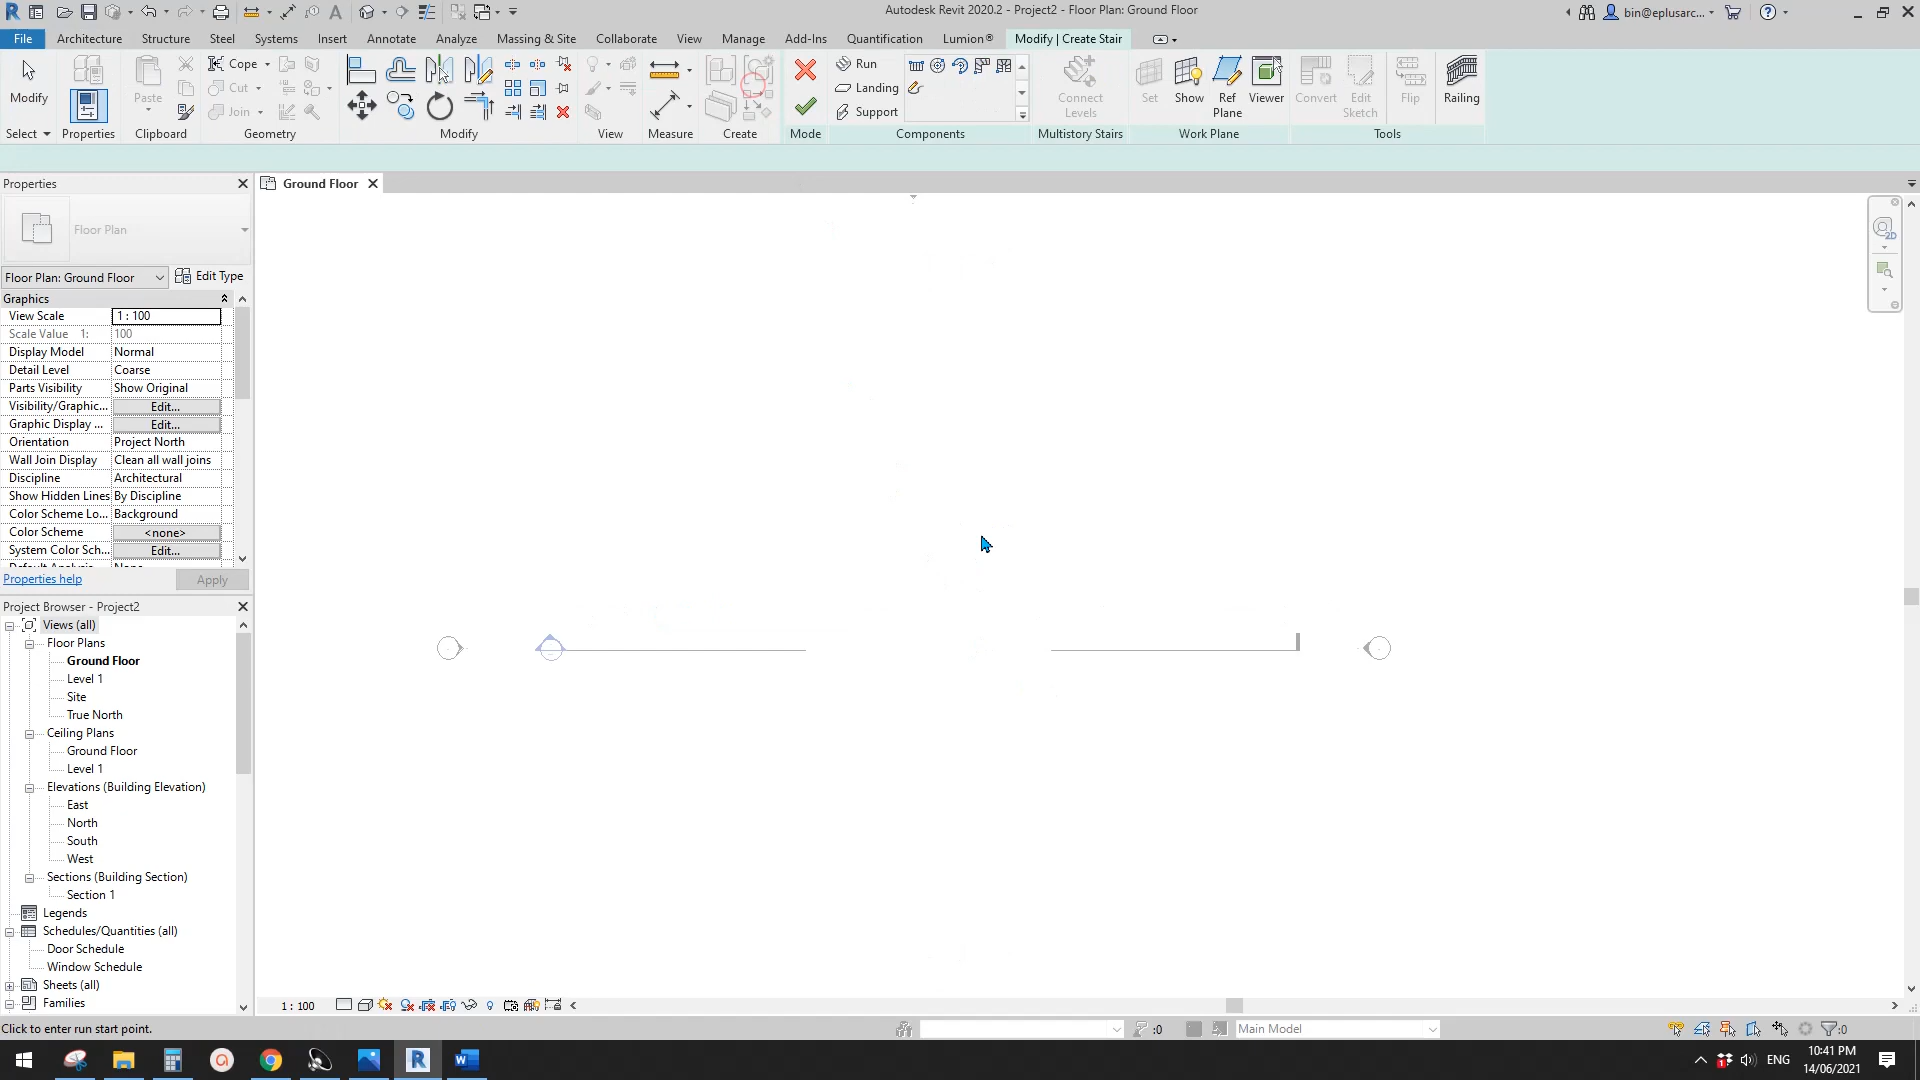 Autodesk Revit 2020.2 - Project2 - Floor Plan: Ground Floor
bin@eplusarc...
File Architecture Structure Steel Systems Insert Annotate Analyze Massing & Site Collaborate View Manage Add-Ins Quantification Lumion® Modify | Create Stair
Modify
Paste
Cope
Cut
Join
Run
Landing
Support
Connect Levels
Set
Show
Ref Plane
Viewer
Convert
Edit Sketch
Flip
Railing
Select Properties Clipboard Geometry Modify View Measure Create Mode Components Multistory Stairs Work Plane Tools
Properties
Ground Floor
Floor Plan
Floor Plan: Ground Floor
Edit Type
Graphics
View Scale 1 : 100
Scale Value 1: 100
Display Model Normal
Detail Level Coarse
Parts Visibility Show Original
Visibility/Graphic... Edit...
Graphic Display ... Edit...
Orientation Project North
Wall Join Display Clean all wall joins
Discipline Architectural
Show Hidden Lines By Discipline
Color Scheme Lo... Background
Color Scheme <none>
System Color Sch... Edit...
Properties help
Apply
Project Browser - Project2
Views (all)
Floor Plans
Ground Floor
Level 1
Site
True North
Ceiling Plans
Ground Floor
Level 1
Elevations (Building Elevation)
East
North
South
West
Sections (Building Section)
Section 1
Legends
Schedules/Quantities (all)
Door Schedule
Window Schedule
Sheets (all)
Families
1 : 100
Click to enter run start point.
:0
Main Model
:0
ENG
10:41 PM
14/06/2021